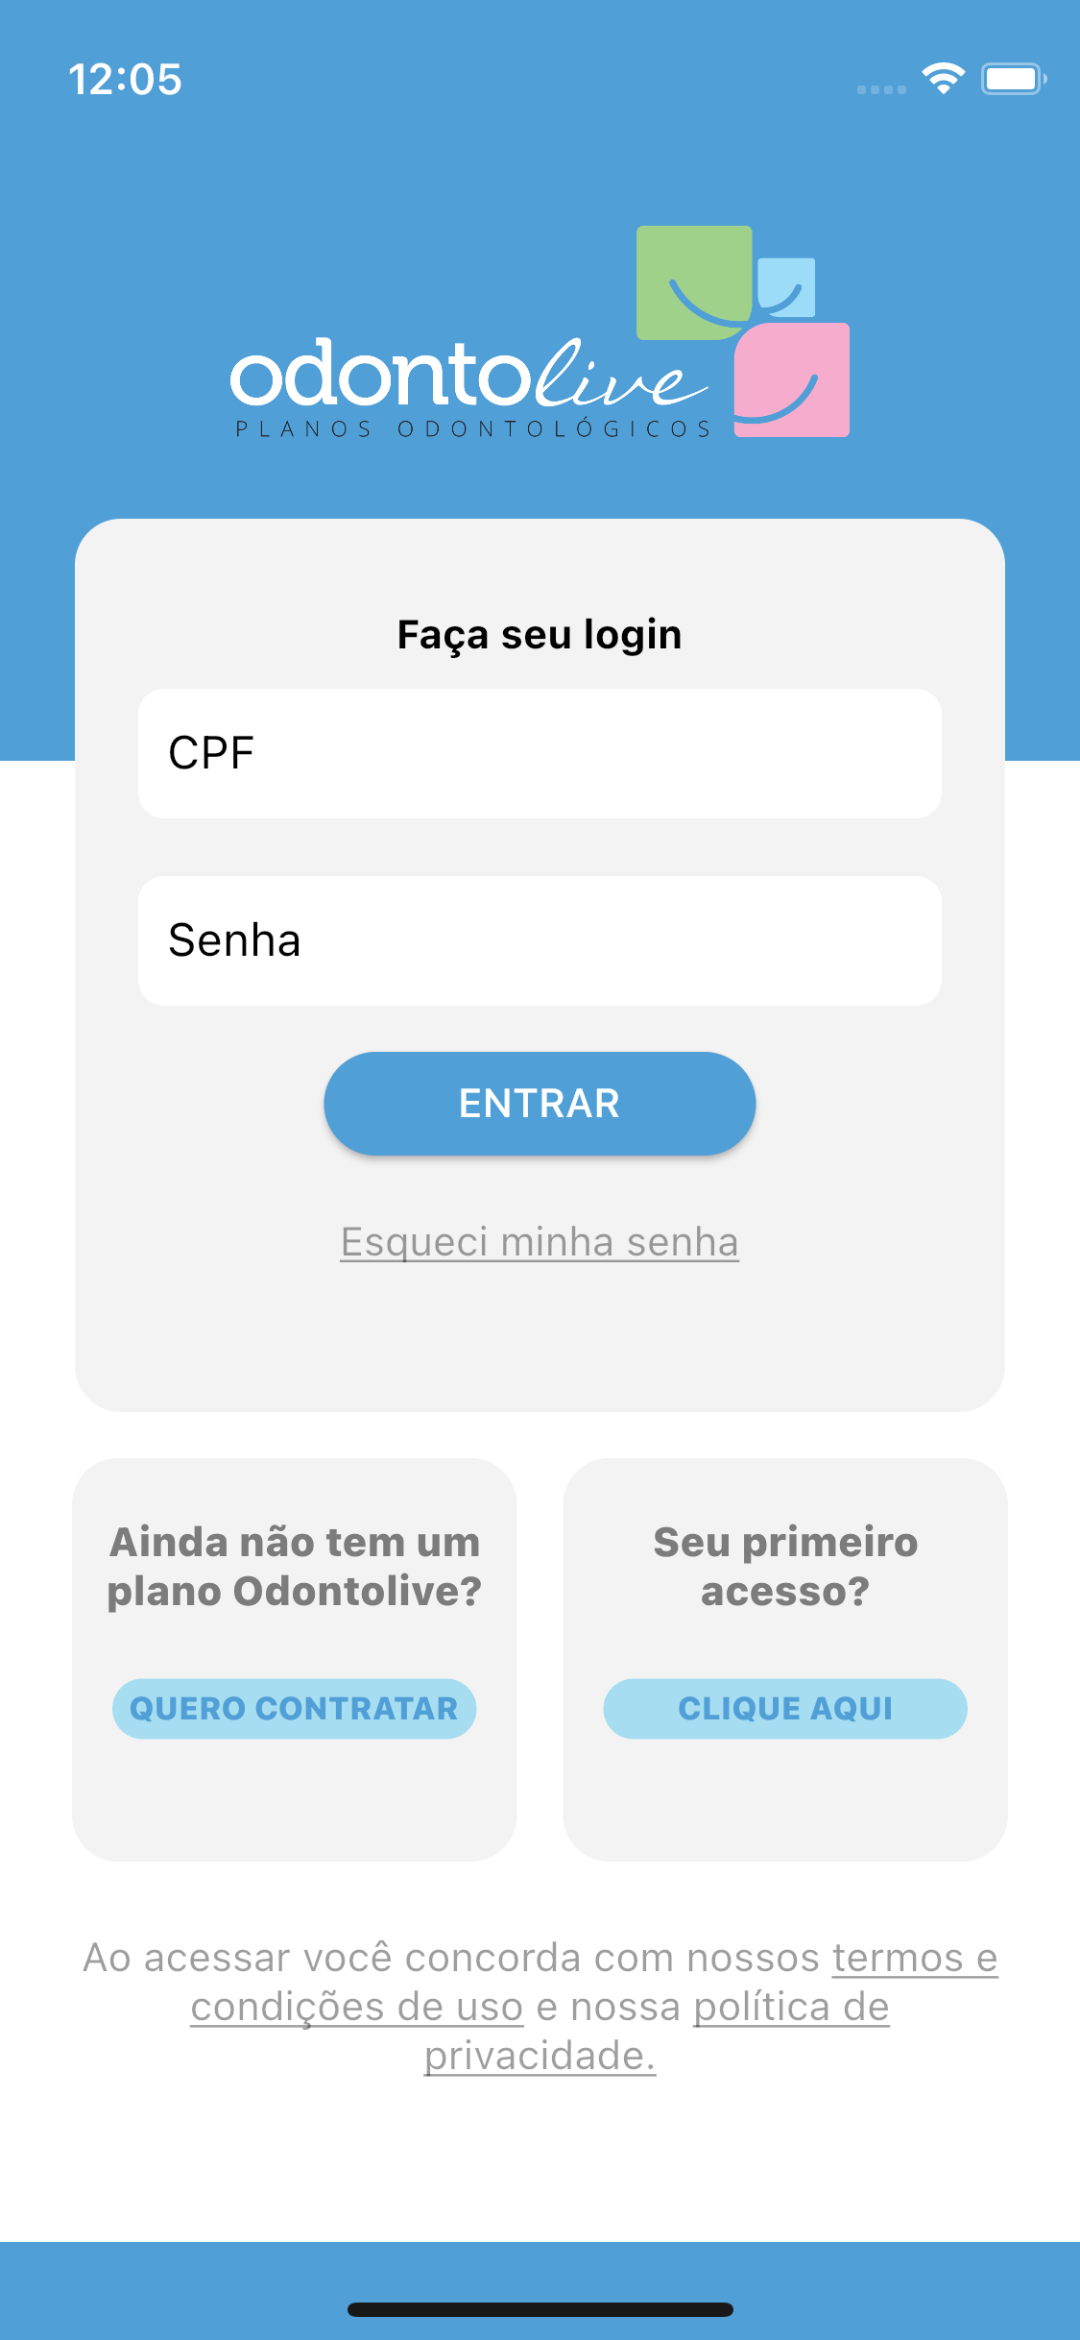 12:05
odontolive
PLANOS ODONTOLÓGICOS
Faça seu login
CPF
Senha
ENTRAR
Esqueci minha senha
Ainda não tem um
plano Odontolive?
QUERO CONTRATAR
Seu primeiro
acesso?
CLIQUE AQUI
Ao acessar você concorda com nossos termos e
condições de uso e nossa política de
privacidade.